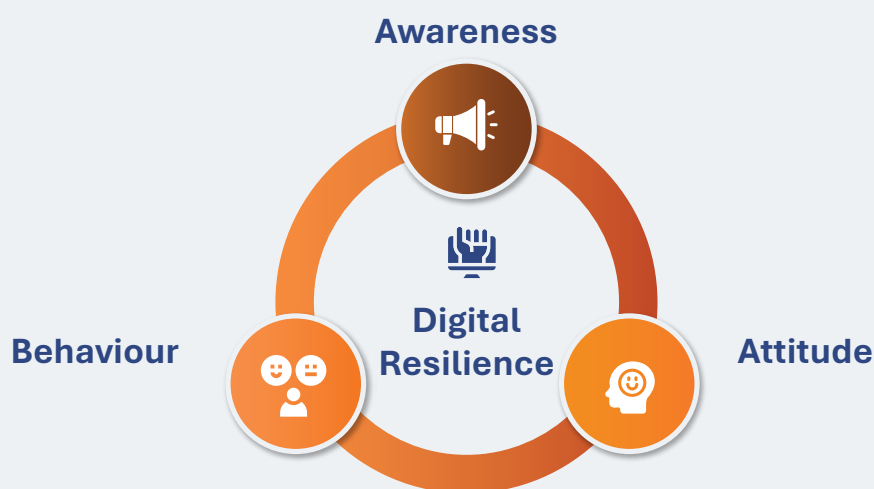 Awareness
Digital
Resilience
Behaviour
Attitude